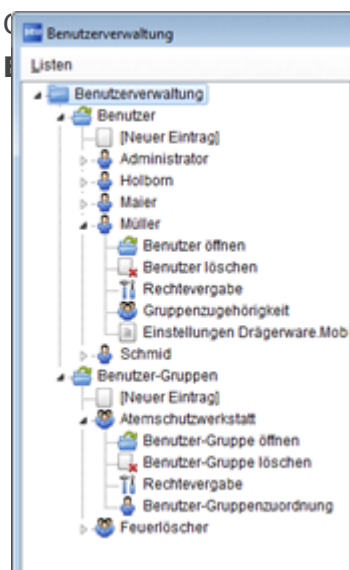 Benutzerverwaltung
Listen
Benutzerverwaltung
Benutzer
[Neuer Eintrag]
Administrator
Holborn
Maier
Müller
Benutzer öffnen
Benutzer löschen
Rechtevergabe
Gruppenzugehörigkeit
Einstellungen Drägerware.Mob
Schmid
Benutzer-Gruppen
[Neuer Eintrag]
Atemschutzwerkstatt
Benutzer-Gruppe öffnen
Benutzer-Gruppe löschen
Rechtevergabe
Benutzer-Gruppenzuordnung
Feuerlöscher